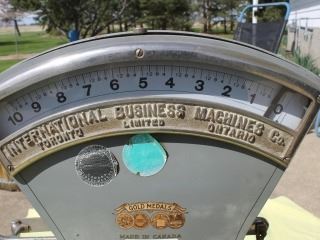 10 9 8 7 6 5 4 3 2 1 0
INTERNATIONAL BUSINESS MACHINES CO.
TORONTO LIMITED ONTARIO
GOLD MEDALS
MADE IN CANADA